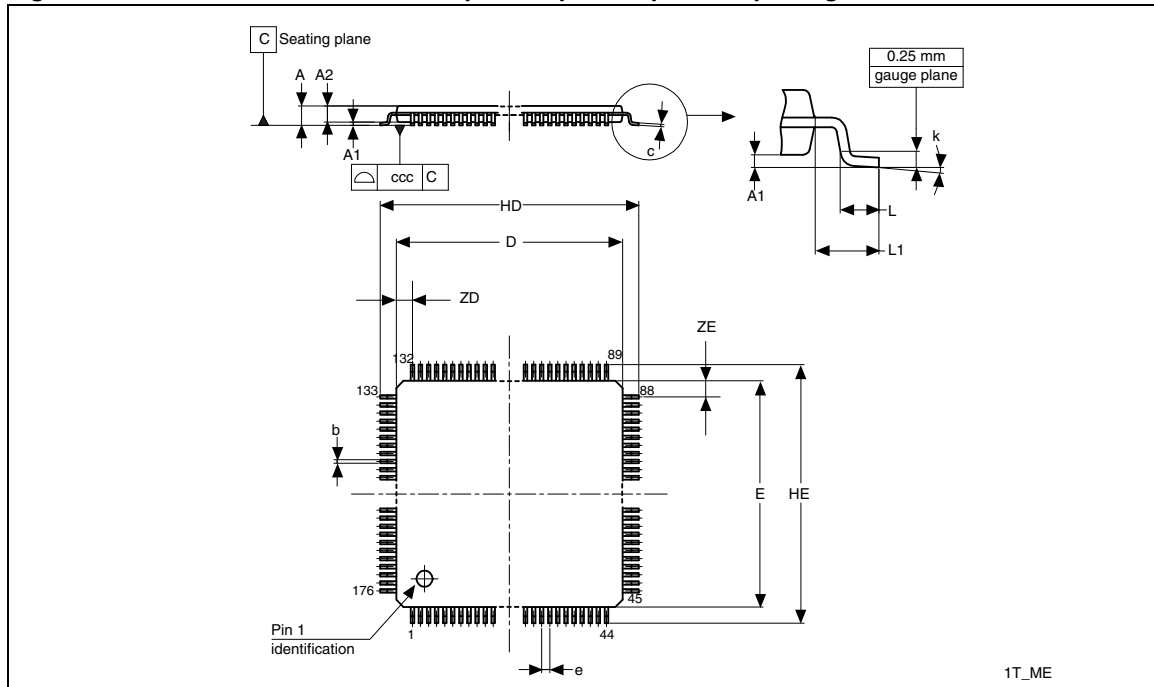 C Seating plane
0.25 mm
gauge plane
A A2
A1
c
k
ccc C
A1
L
L1
HD
D
ZD
ZE
132
89
133
88
b
E
HE
176
45
Pin 1
identification
1
44
e
1T_ME